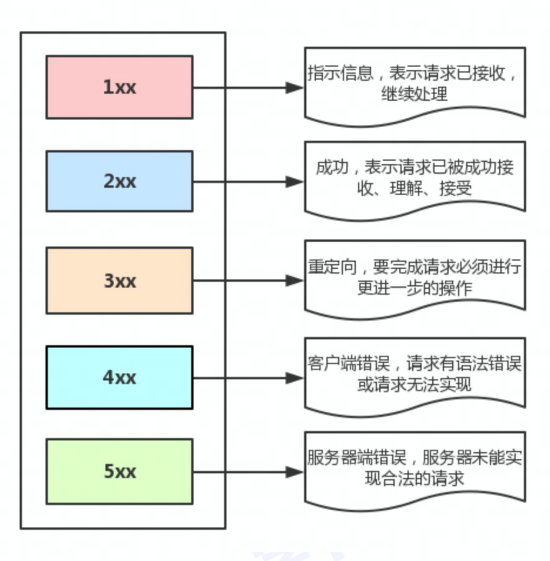 1xx
指示信息，表示请求已接收，
继续处理
2xx
成功，表示请求已被成功接
收、理解、接受
3xx
重定向，要完成请求必须进行
更进一步的操作
4xx
客户端错误，请求有语法错误
或请求无法实现
5xx
服务器端错误，服务器未能实
现合法的请求